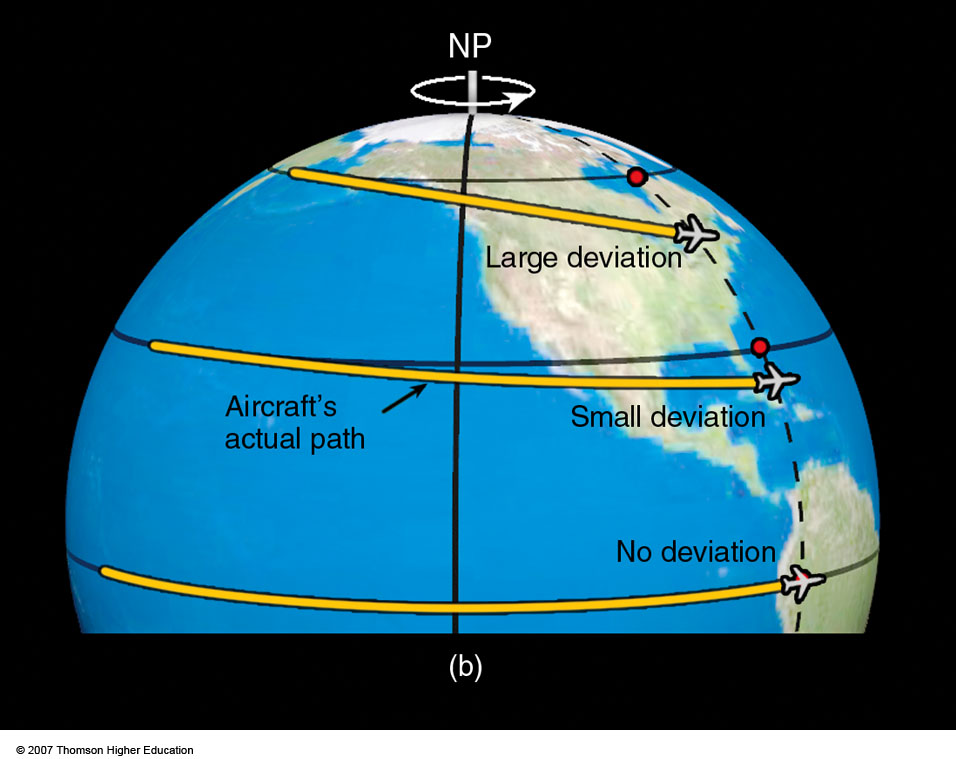 NP
Large deviation
Aircraft's
actual path
Small deviation
No deviation
(b)
© 2007 Thomson Higher Education